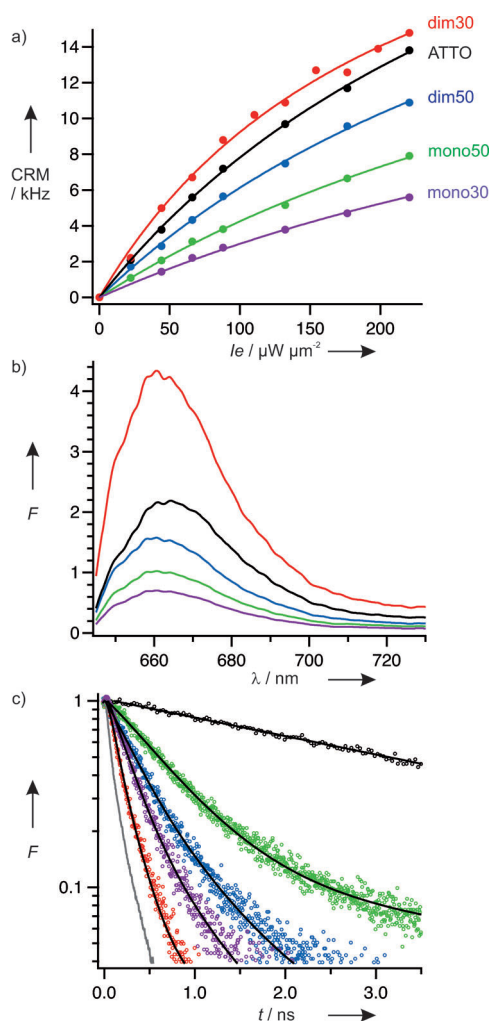 a)
14
12
10
8
6
4
2
0
CRM
/ kHz
dim30
ATTO
dim50
mono50
mono30
0 50 100 150 200
Ie / µW µm⁻²
b)
4
3
2
1
0
F
660 680 700 720
λ / nm
c)
1
0.1
F
0.0 1.0 2.0 3.0
t / ns